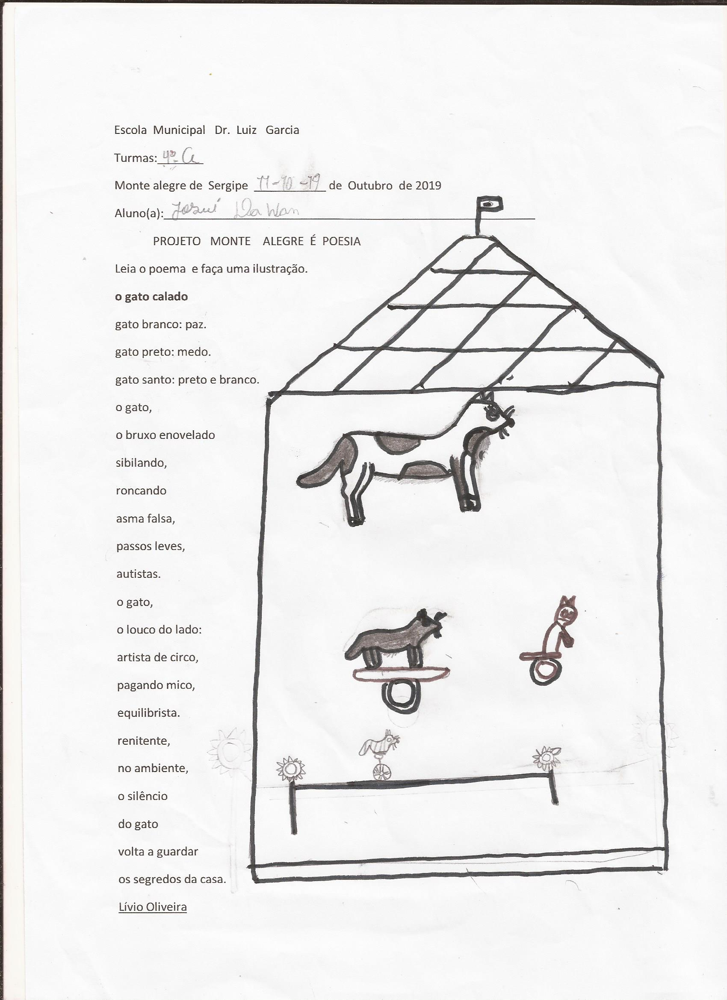 Escola Municipal Dr. Luiz Garcia
Turmas: 4º A
Monte alegre de Sergipe 11-10-19 de Outubro de 2019
Aluno(a): Josué
PROJETO MONTE ALEGRE É POESIA
Leia o poema e faça uma ilustração.
o gato calado
gato branco: paz.
gato preto: medo.
gato santo: preto e branco.
o gato,
o bruxo enovelado
sibilando,
roncando
asma falsa,
passos leves,
autistas.
o gato,
o louco do lado:
artista de circo,
pagando mico,
equilibrista.
renitente,
no ambiente,
o silêncio
do gato
volta a guardar
os segredos da casa.
Lívio Oliveira